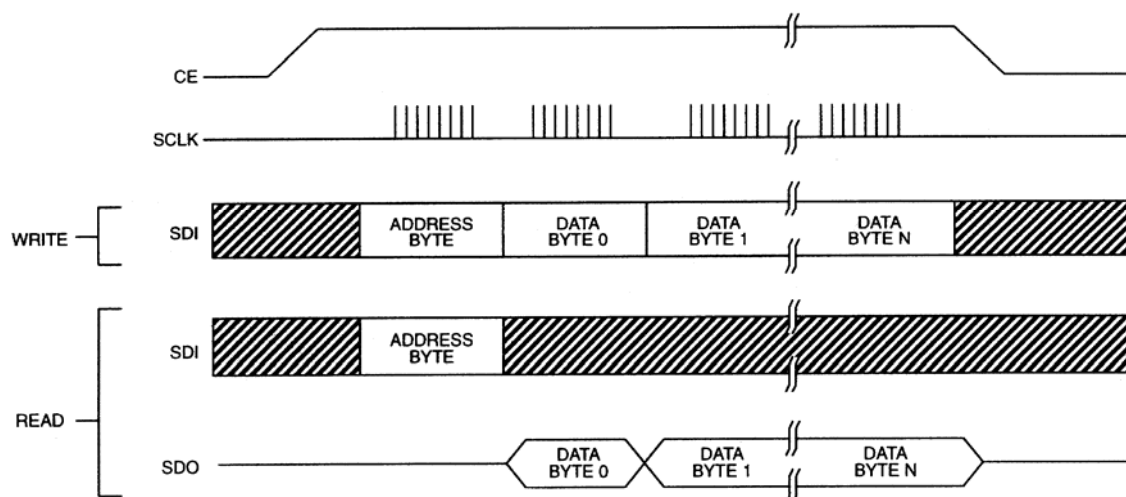 CE
SCLK
WRITE
SDI
ADDRESS
BYTE
DATA
BYTE 0
DATA
BYTE 1
DATA
BYTE N
READ
SDI
ADDRESS
BYTE
SDO
DATA
BYTE 0
DATA
BYTE 1
DATA
BYTE N